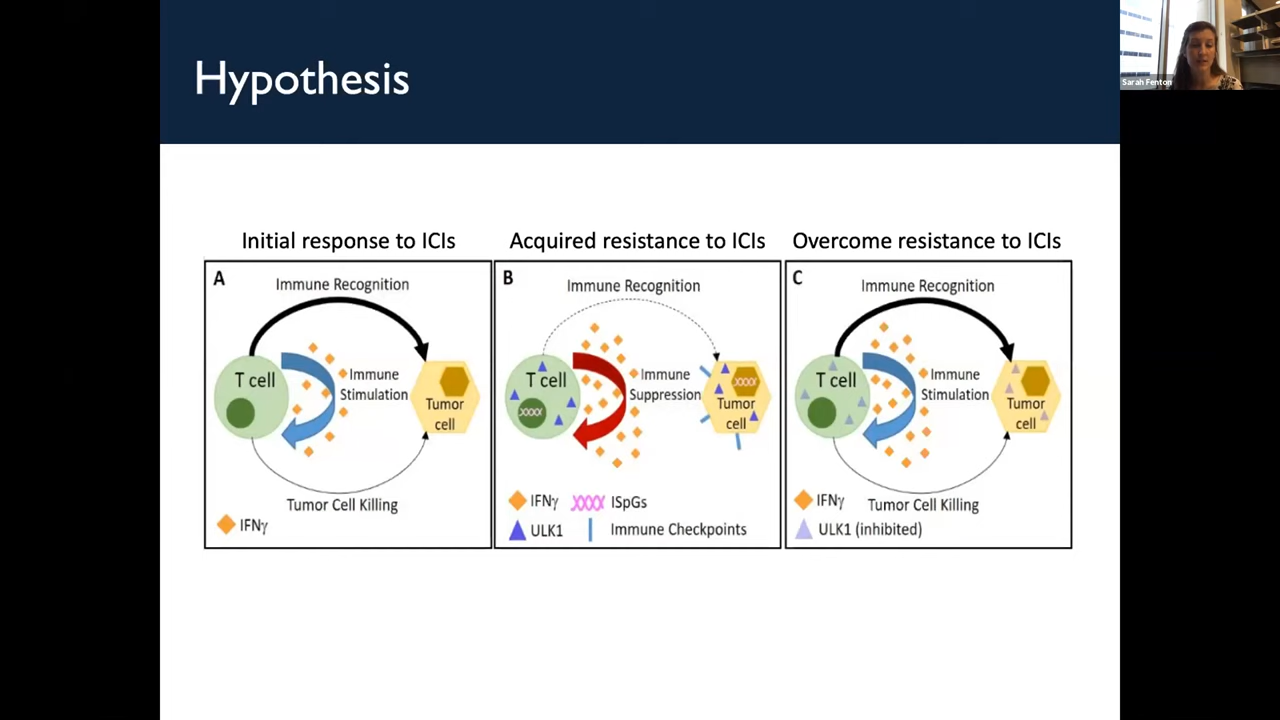 Hypothesis
Sarah Fenton
Initial response to ICIs
Acquired resistance to ICIs
Overcome resistance to ICIs
A
Immune Recognition
T cell
Immune
Stimulation
Tumor
cell
Tumor Cell Killing
IFNγ
B
Immune Recognition
T cell
Immune
Suppression
Tumor
cell
IFNγ
ISpGs
ULK1
Immune Checkpoints
C
Immune Recognition
T cell
Immune
Stimulation
Tumor
cell
Tumor Cell Killing
IFNγ
ULK1 (inhibited)